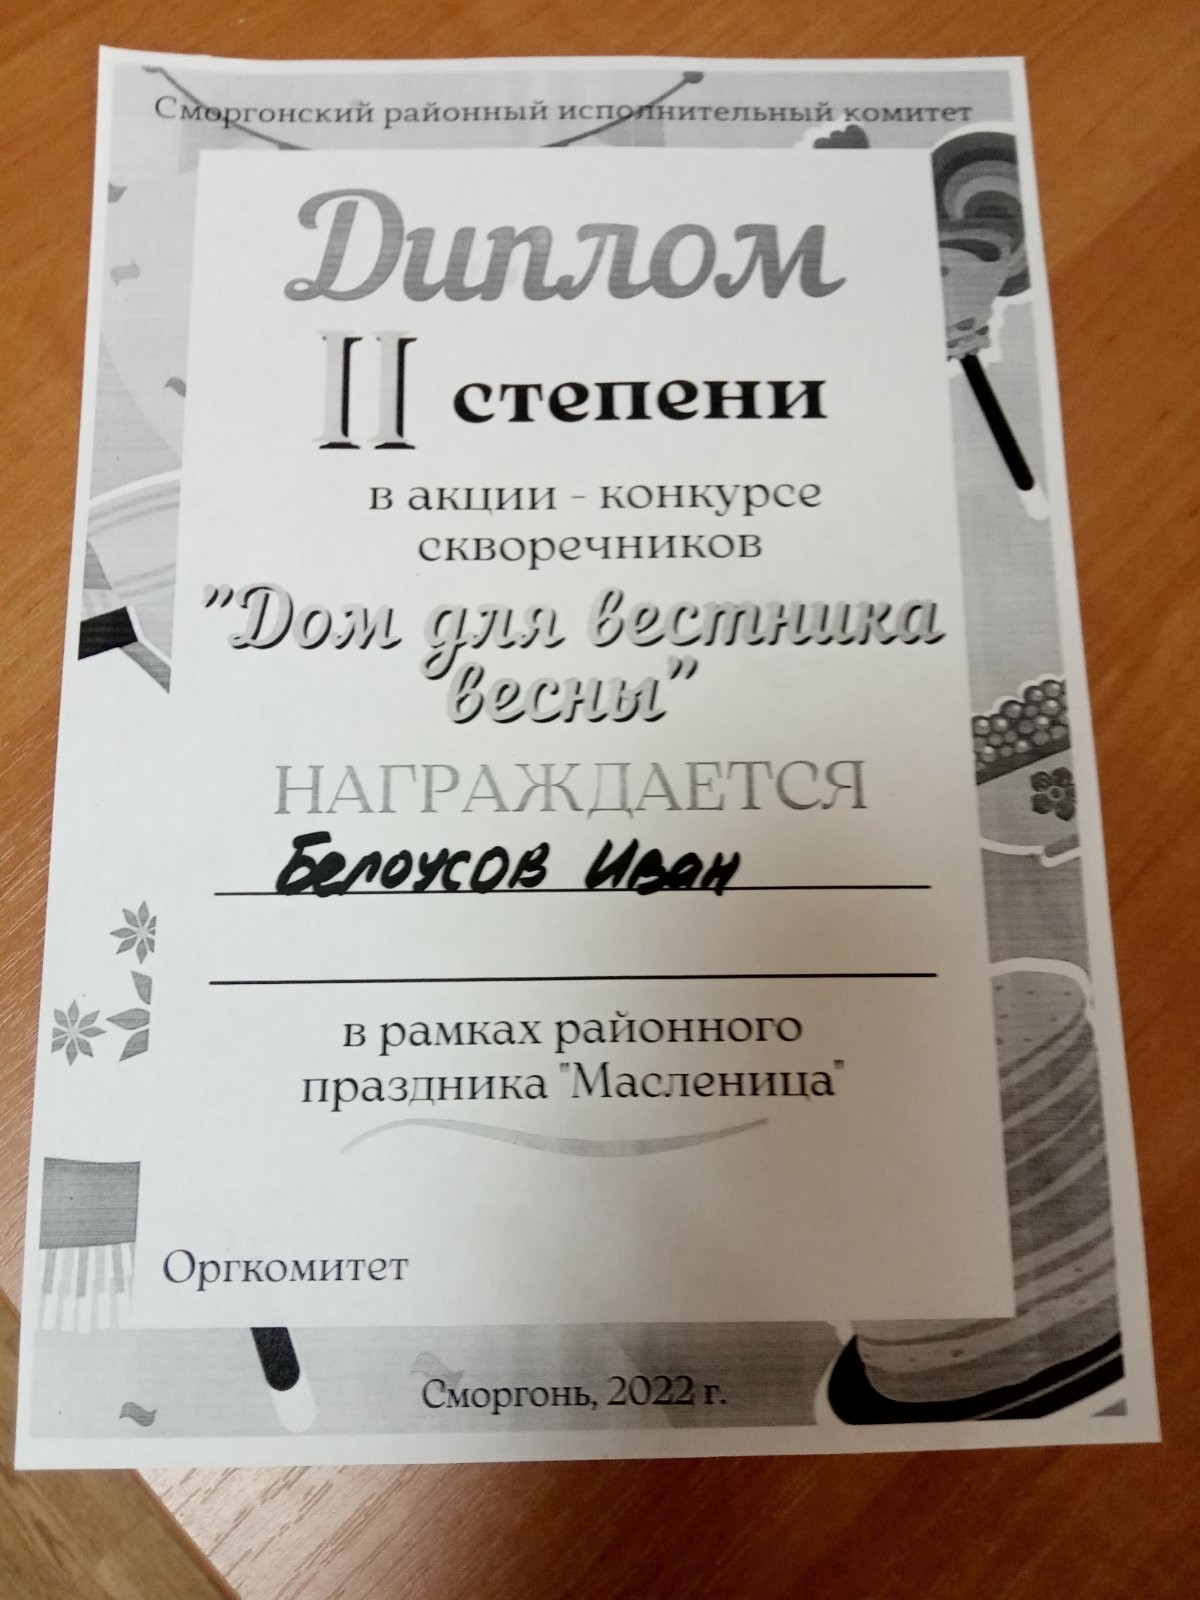 Сморгонский районный исполнительный комитет
Диплом
II степени
в акции - конкурсе
скворечников
"Дом для вестника
весны"
НАГРАЖДАЕТСЯ
Белоусов Иван
в рамках районного
праздника "Масленица"
Оргкомитет
Сморгонь, 2022 г.